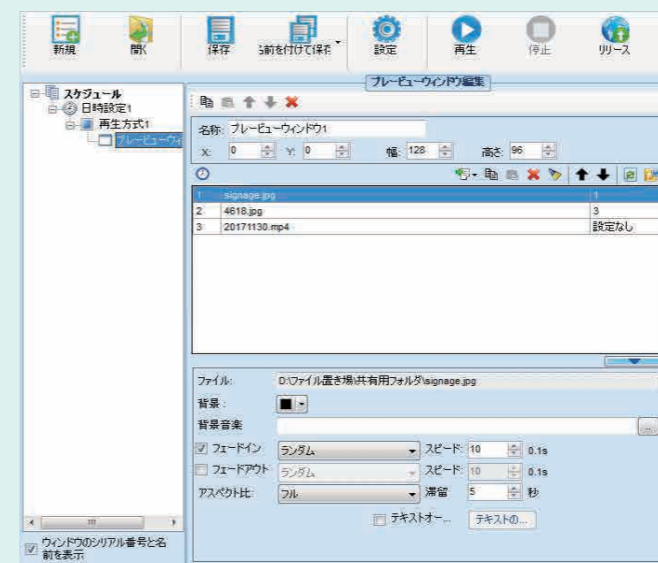 新規 開く 保存 名前を付けて保存 設定 再生 停止 リリース
スケジュール
日時設定1
再生方式1
プレービューウィ
プレービューウィンドウ編集
名称: プレービューウィンドウ1
X: 0 Y: 0 幅: 128 高さ: 96
1 signage.jpg 1
2 4618.jpg 3
3 20171130.mp4 設定なし
ファイル: D:\ファイル置き場\共有用フォルダ\signage.jpg
背景:
背景音楽 ...
フェードイン ランダム スピード: 10 0.1s
フェードアウト ランダム スピード: 10 0.1s
アスペクト比: フル 滞留 5 秒
テキストオー... テキストの...
ウィンドウのシリアル番号と名
前を表示